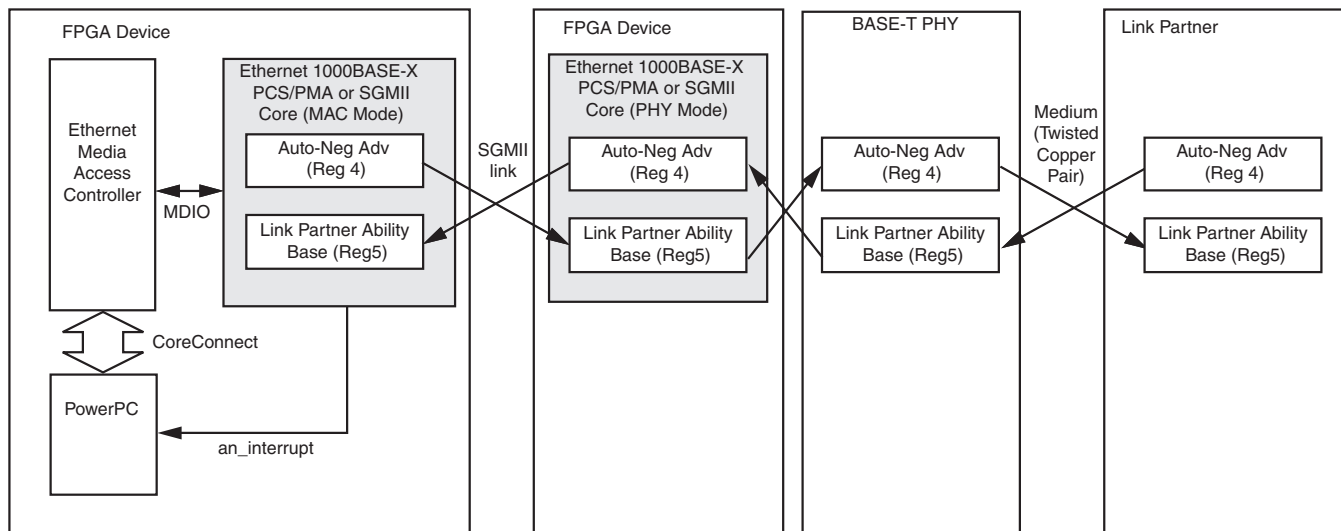 FPGA Device
Ethernet
Media
Access
Controller
MDIO
Ethernet 1000BASE-X
PCS/PMA or SGMII
Core (MAC Mode)
Auto-Neg Adv
(Reg 4)
Link Partner Ability
Base (Reg5)
CoreConnect
PowerPC
an_interrupt
SGMII
link
FPGA Device
Ethernet 1000BASE-X
PCS/PMA or SGMII
Core (PHY Mode)
Auto-Neg Adv
(Reg 4)
Link Partner Ability
Base (Reg5)
BASE-T PHY
Auto-Neg Adv
(Reg 4)
Link Partner Ability
Base (Reg5)
Medium
(Twisted
Copper
Pair)
Link Partner
Auto-Neg Adv
(Reg 4)
Link Partner Ability
Base (Reg5)